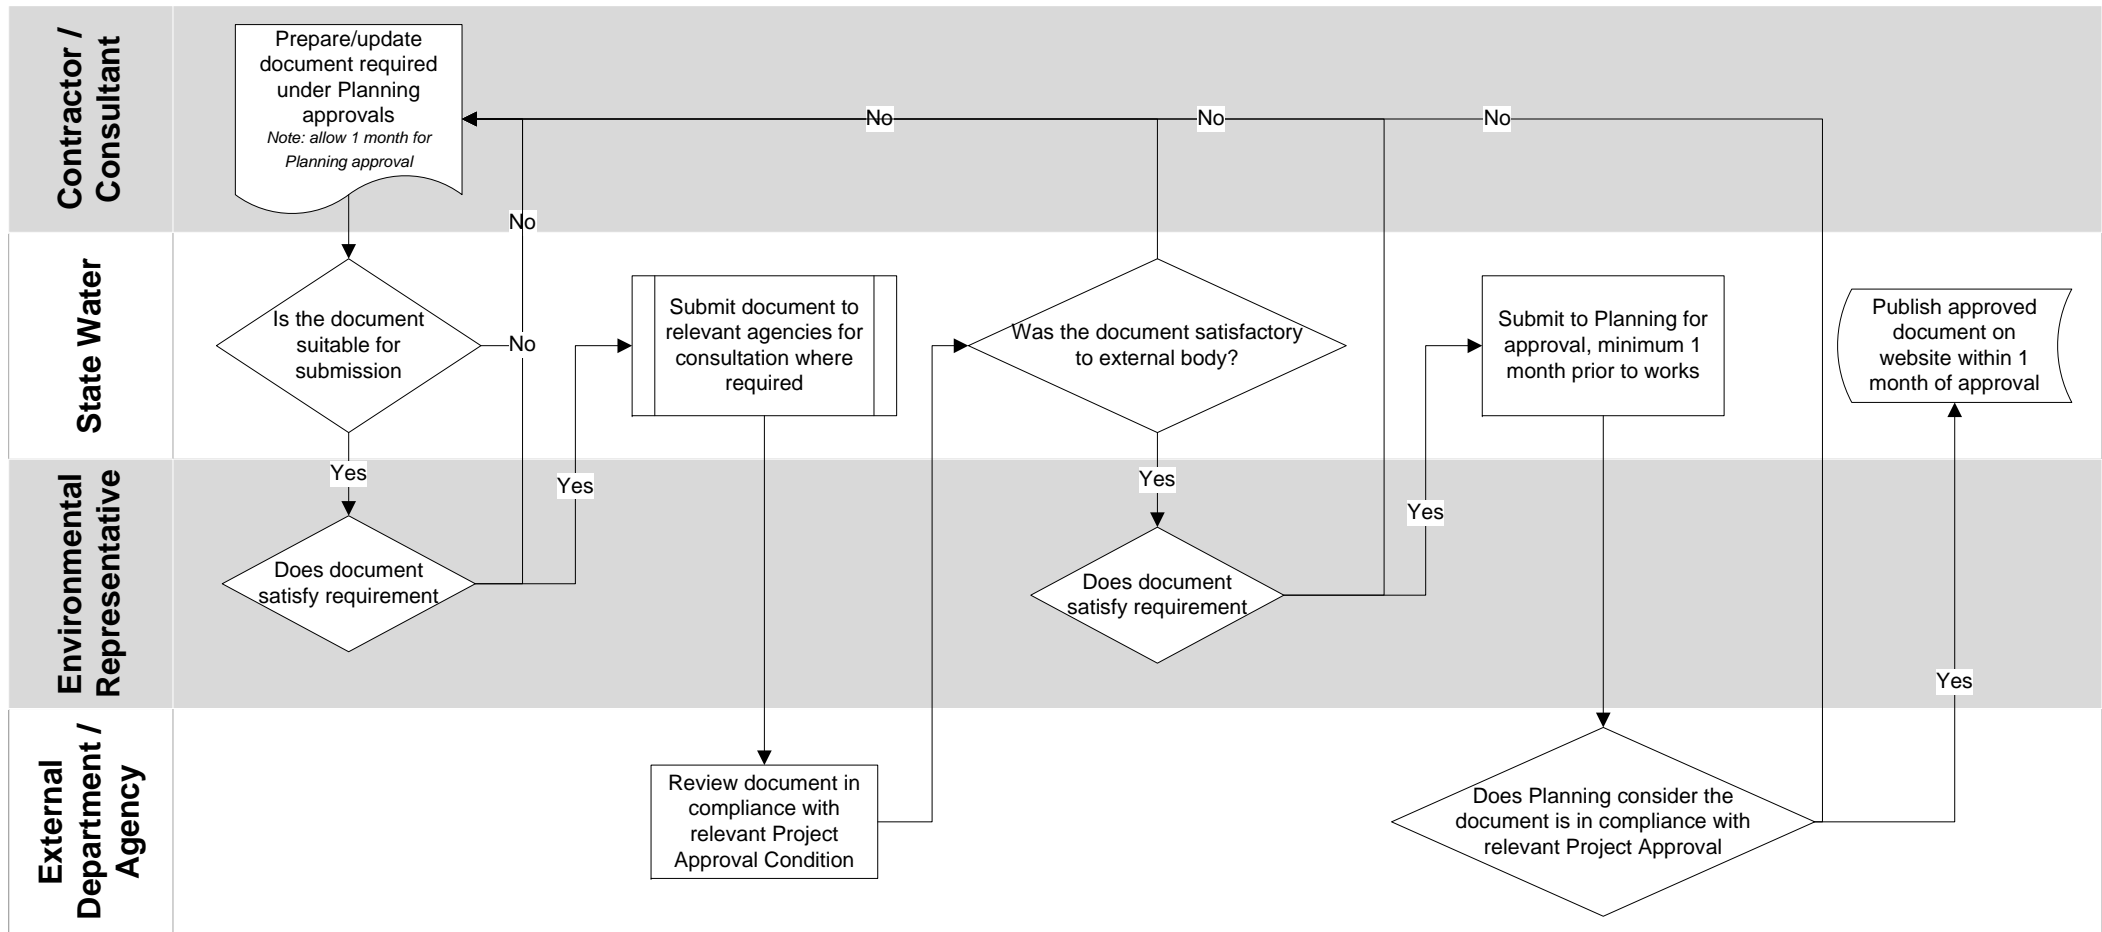 Contractor /
Consultant
Prepare/update
document required
under Planning
approvals
Note: allow 1 month for
Planning approval
No
No
No
No
State Water
Is the document
suitable for
submission
No
Submit document to
relevant agencies for
consultation where
required
Was the document satisfactory
to external body?
Submit to Planning for
approval, minimum 1
month prior to works
Publish approved
document on
website within 1
month of approval
Environmental
Representative
Yes
Yes
Yes
Yes
Does document
satisfy requirement
Does document
satisfy requirement
Yes
External
Department /
Agency
Review document in
compliance with
relevant Project
Approval Condition
Does Planning consider the
document is in compliance with
relevant Project Approval